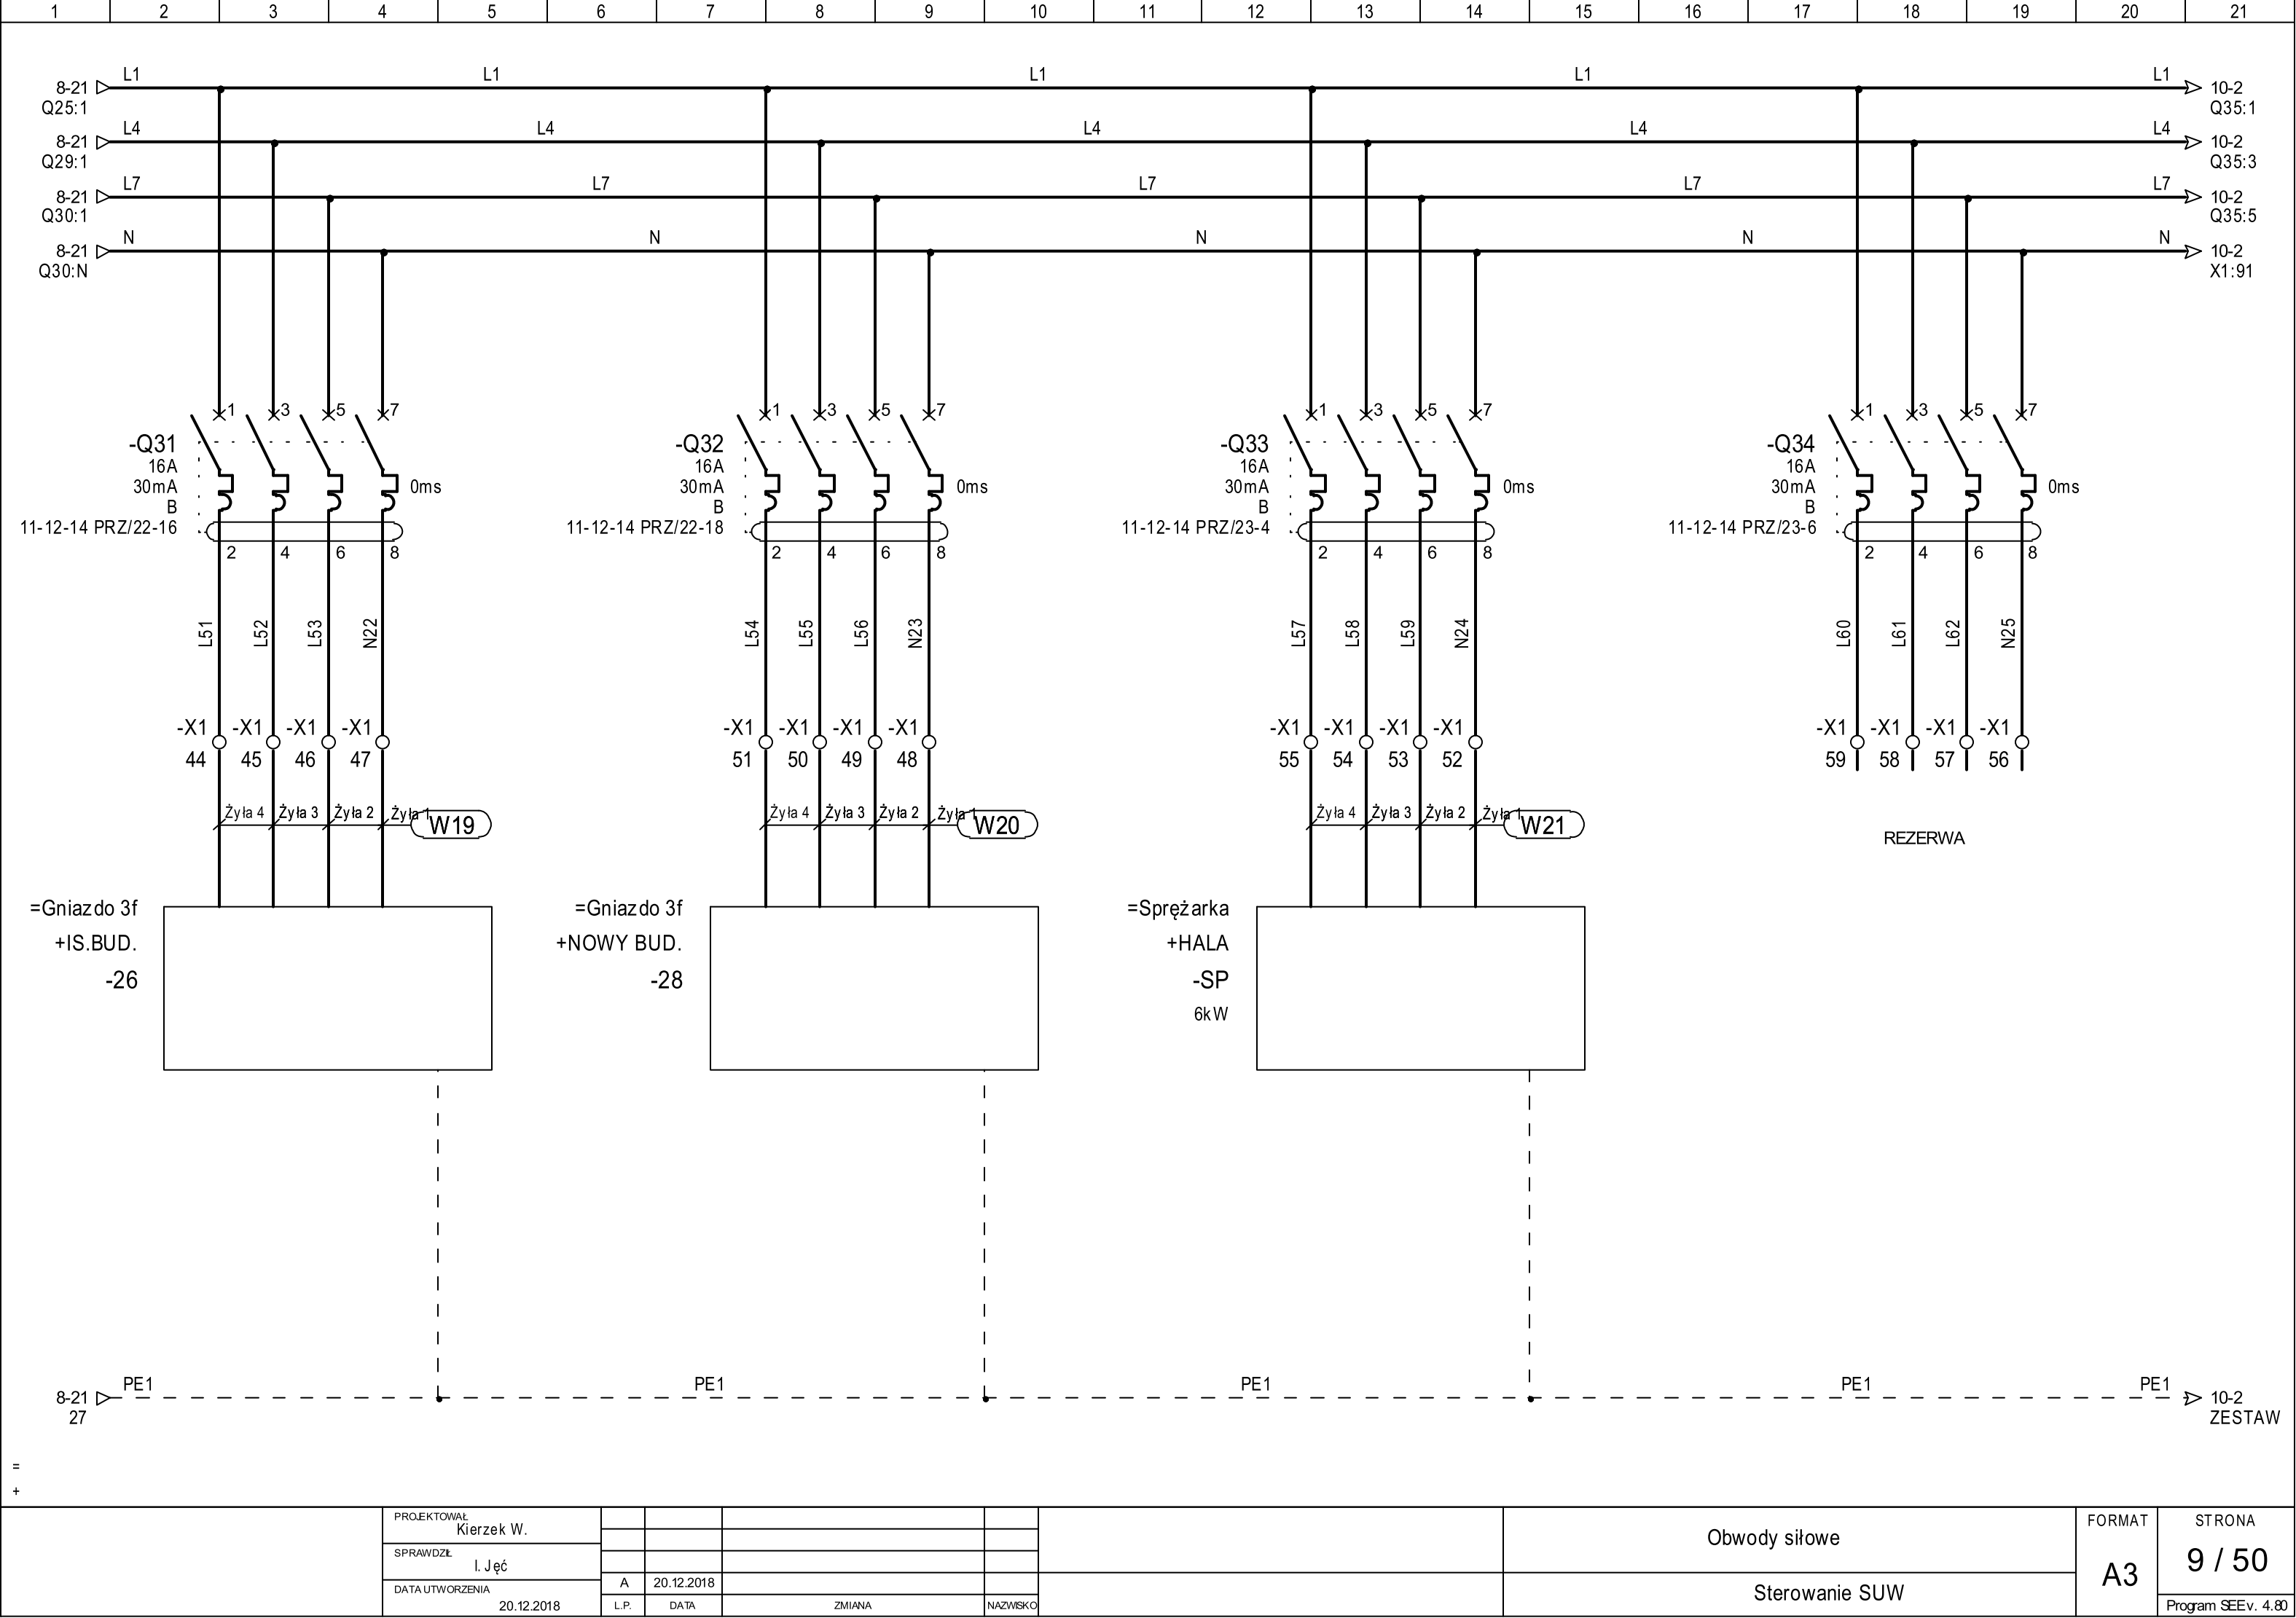 1 2 3 4 5 6 7 8 9 10 11 12 13 14 15 16 17 18 19 20 21
L1 L1 L1 L1 L1
8-21 10-2
Q25:1 Q35:1
L4 L4 L4 L4 L4
8-21 10-2
Q29:1 Q35:3
L7 L7 L7 L7 L7
8-21 10-2
Q30:1 Q35:5
N N N N N
8-21 10-2
Q30:N X1:91
1 3 5 7 1 3 5 7 1 3 5 7 1 3 5 7
-Q31 -Q32 -Q33 -Q34
16A 16A 16A 16A
30mA 0ms 30mA 0ms 30mA 0ms 30mA 0ms
B B B B
11-12-14 PRZ/22-16 11-12-14 PRZ/22-18 11-12-14 PRZ/23-4 11-12-14 PRZ/23-6
2 4 6 8 2 4 6 8 2 4 6 8 2 4 6 8
L51 L52 L53 N22 L54 L55 L56 N23 L57 L58 L59 N24 L60 L61 L62 N25
-X1 -X1 -X1 -X1 -X1 -X1 -X1 -X1 -X1 -X1 -X1 -X1 -X1 -X1 -X1 -X1
44 45 46 47 51 50 49 48 55 54 53 52 59 58 57 56
Żyła 4 Żyła 3 Żyła 2 Żyła 1 W19 Żyła 4 Żyła 3 Żyła 2 Żyła 1 W20 Żyła 4 Żyła 3 Żyła 2 Żyła 1 W21
REZERWA
=Gniazdo 3f =Gniazdo 3f =Sprężarka
+IS.BUD. +NOWY BUD. +HALA
-26 -28 -SP
6kW
PE1 PE1 PE1 PE1 PE1
8-21 10-2
27 ZESTAW
=
+
PROJEKTOWAŁ
Kierzek W.
SPRAWDZIŁ
I. Jęć
DATA UTWORZENIA
20.12.2018
A 20.12.2018
L.P. DATA ZMIANA NAZWISKO
Obwody siłowe
Sterowanie SUW
FORMAT
A3
STRONA
9 / 50
Program SEE v. 4.80